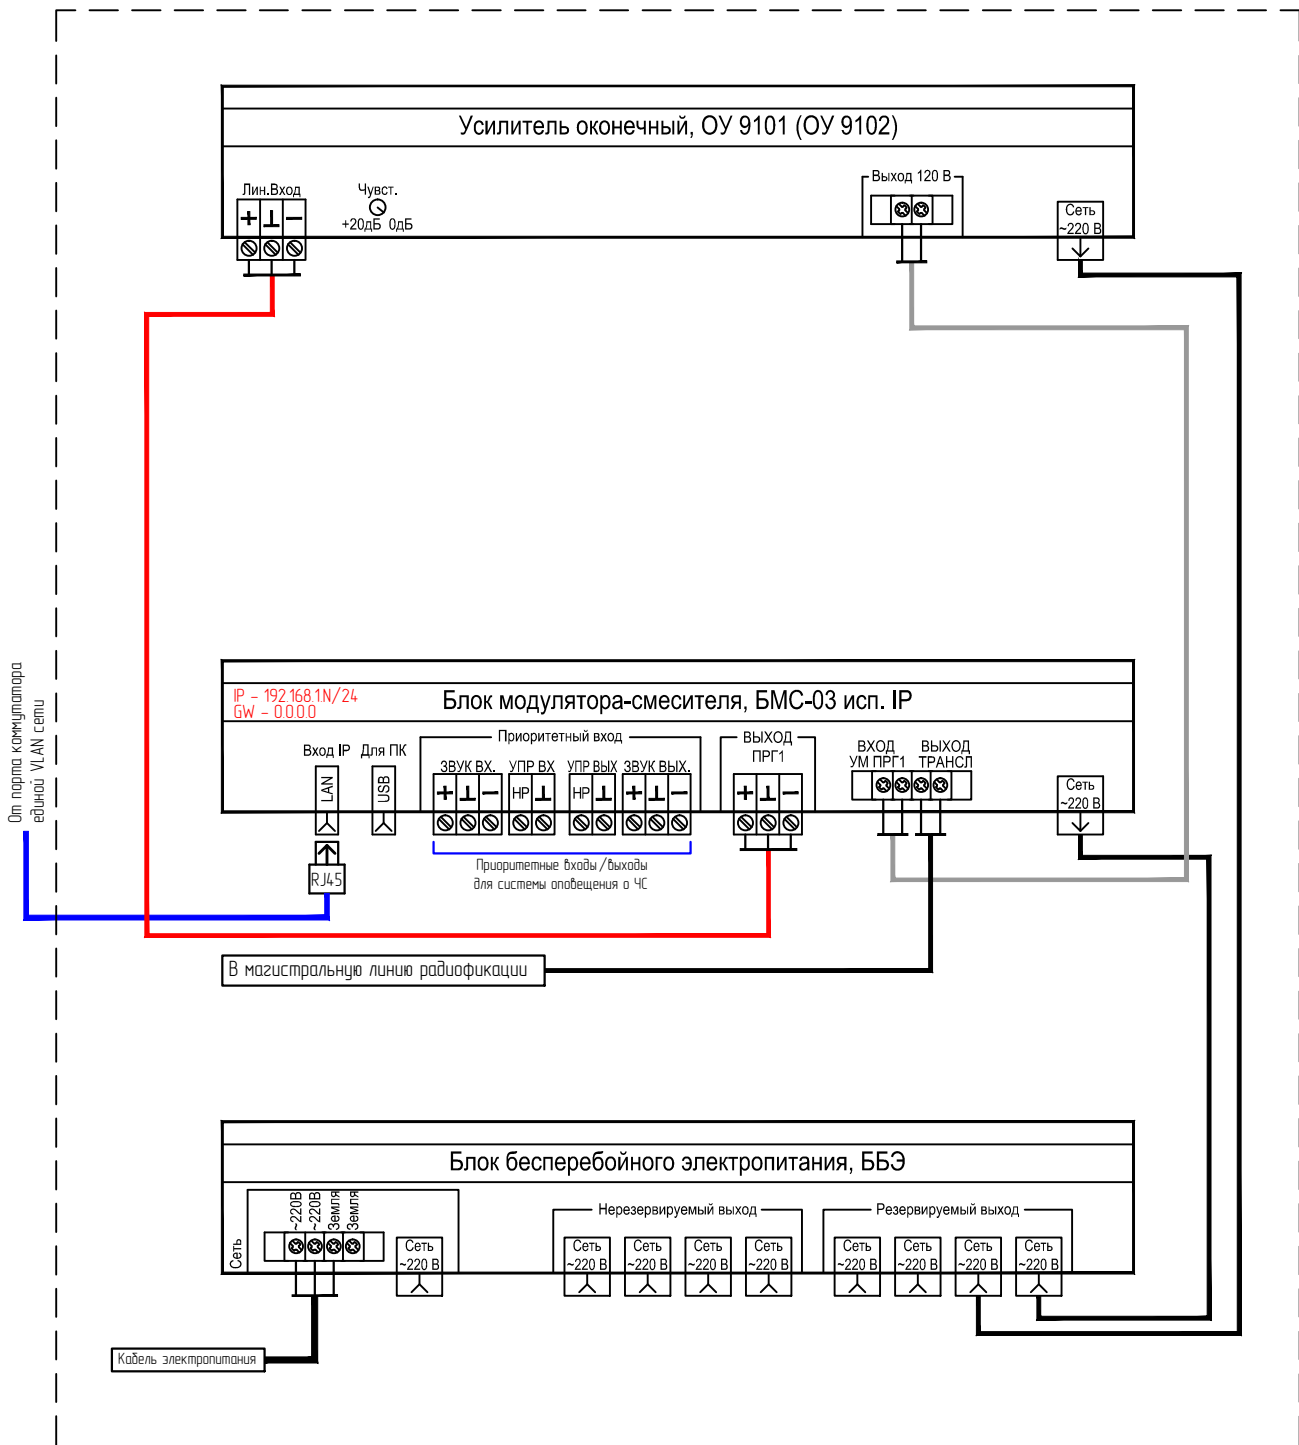 Усилитель оконечный, ОУ 9101 (ОУ 9102)
Лин.Вход
Чувст.
+20дБ 0дБ
Выход 120 В
Сеть
~220 В
+ ⊥ −
От порта коммутатора
единой VLAN сети
IP - 192.168.1.N/24
GW - 0.0.0.0
Блок модулятора-смесителя, БМС-03 исп. IP
Вход IP
Для ПК
Приоритетный вход
ЗВУК ВХ.
УПР ВХ
УПР ВЫХ
ЗВУК ВЫХ.
ВЫХОД
ПРГ1
ВХОД
УМ ПРГ1
ВЫХОД
ТРАНСЛ
LAN
USB
+ ⊥ −
НР ⊥
НР ⊥
+ ⊥ −
+ ⊥ −
Сеть
~220 В
RJ45
Приоритетные входы/выходы
для системы оповещения о ЧС
В магистральную линию радиофикации
Блок бесперебойного электропитания, ББЭ
Сеть
~220В
~220В
Земля
Земля
Сеть
~220 В
Нерезервируемый выход
Сеть
~220 В
Сеть
~220 В
Сеть
~220 В
Сеть
~220 В
Резервируемый выход
Сеть
~220 В
Сеть
~220 В
Сеть
~220 В
Сеть
~220 В
Кабель электропитания